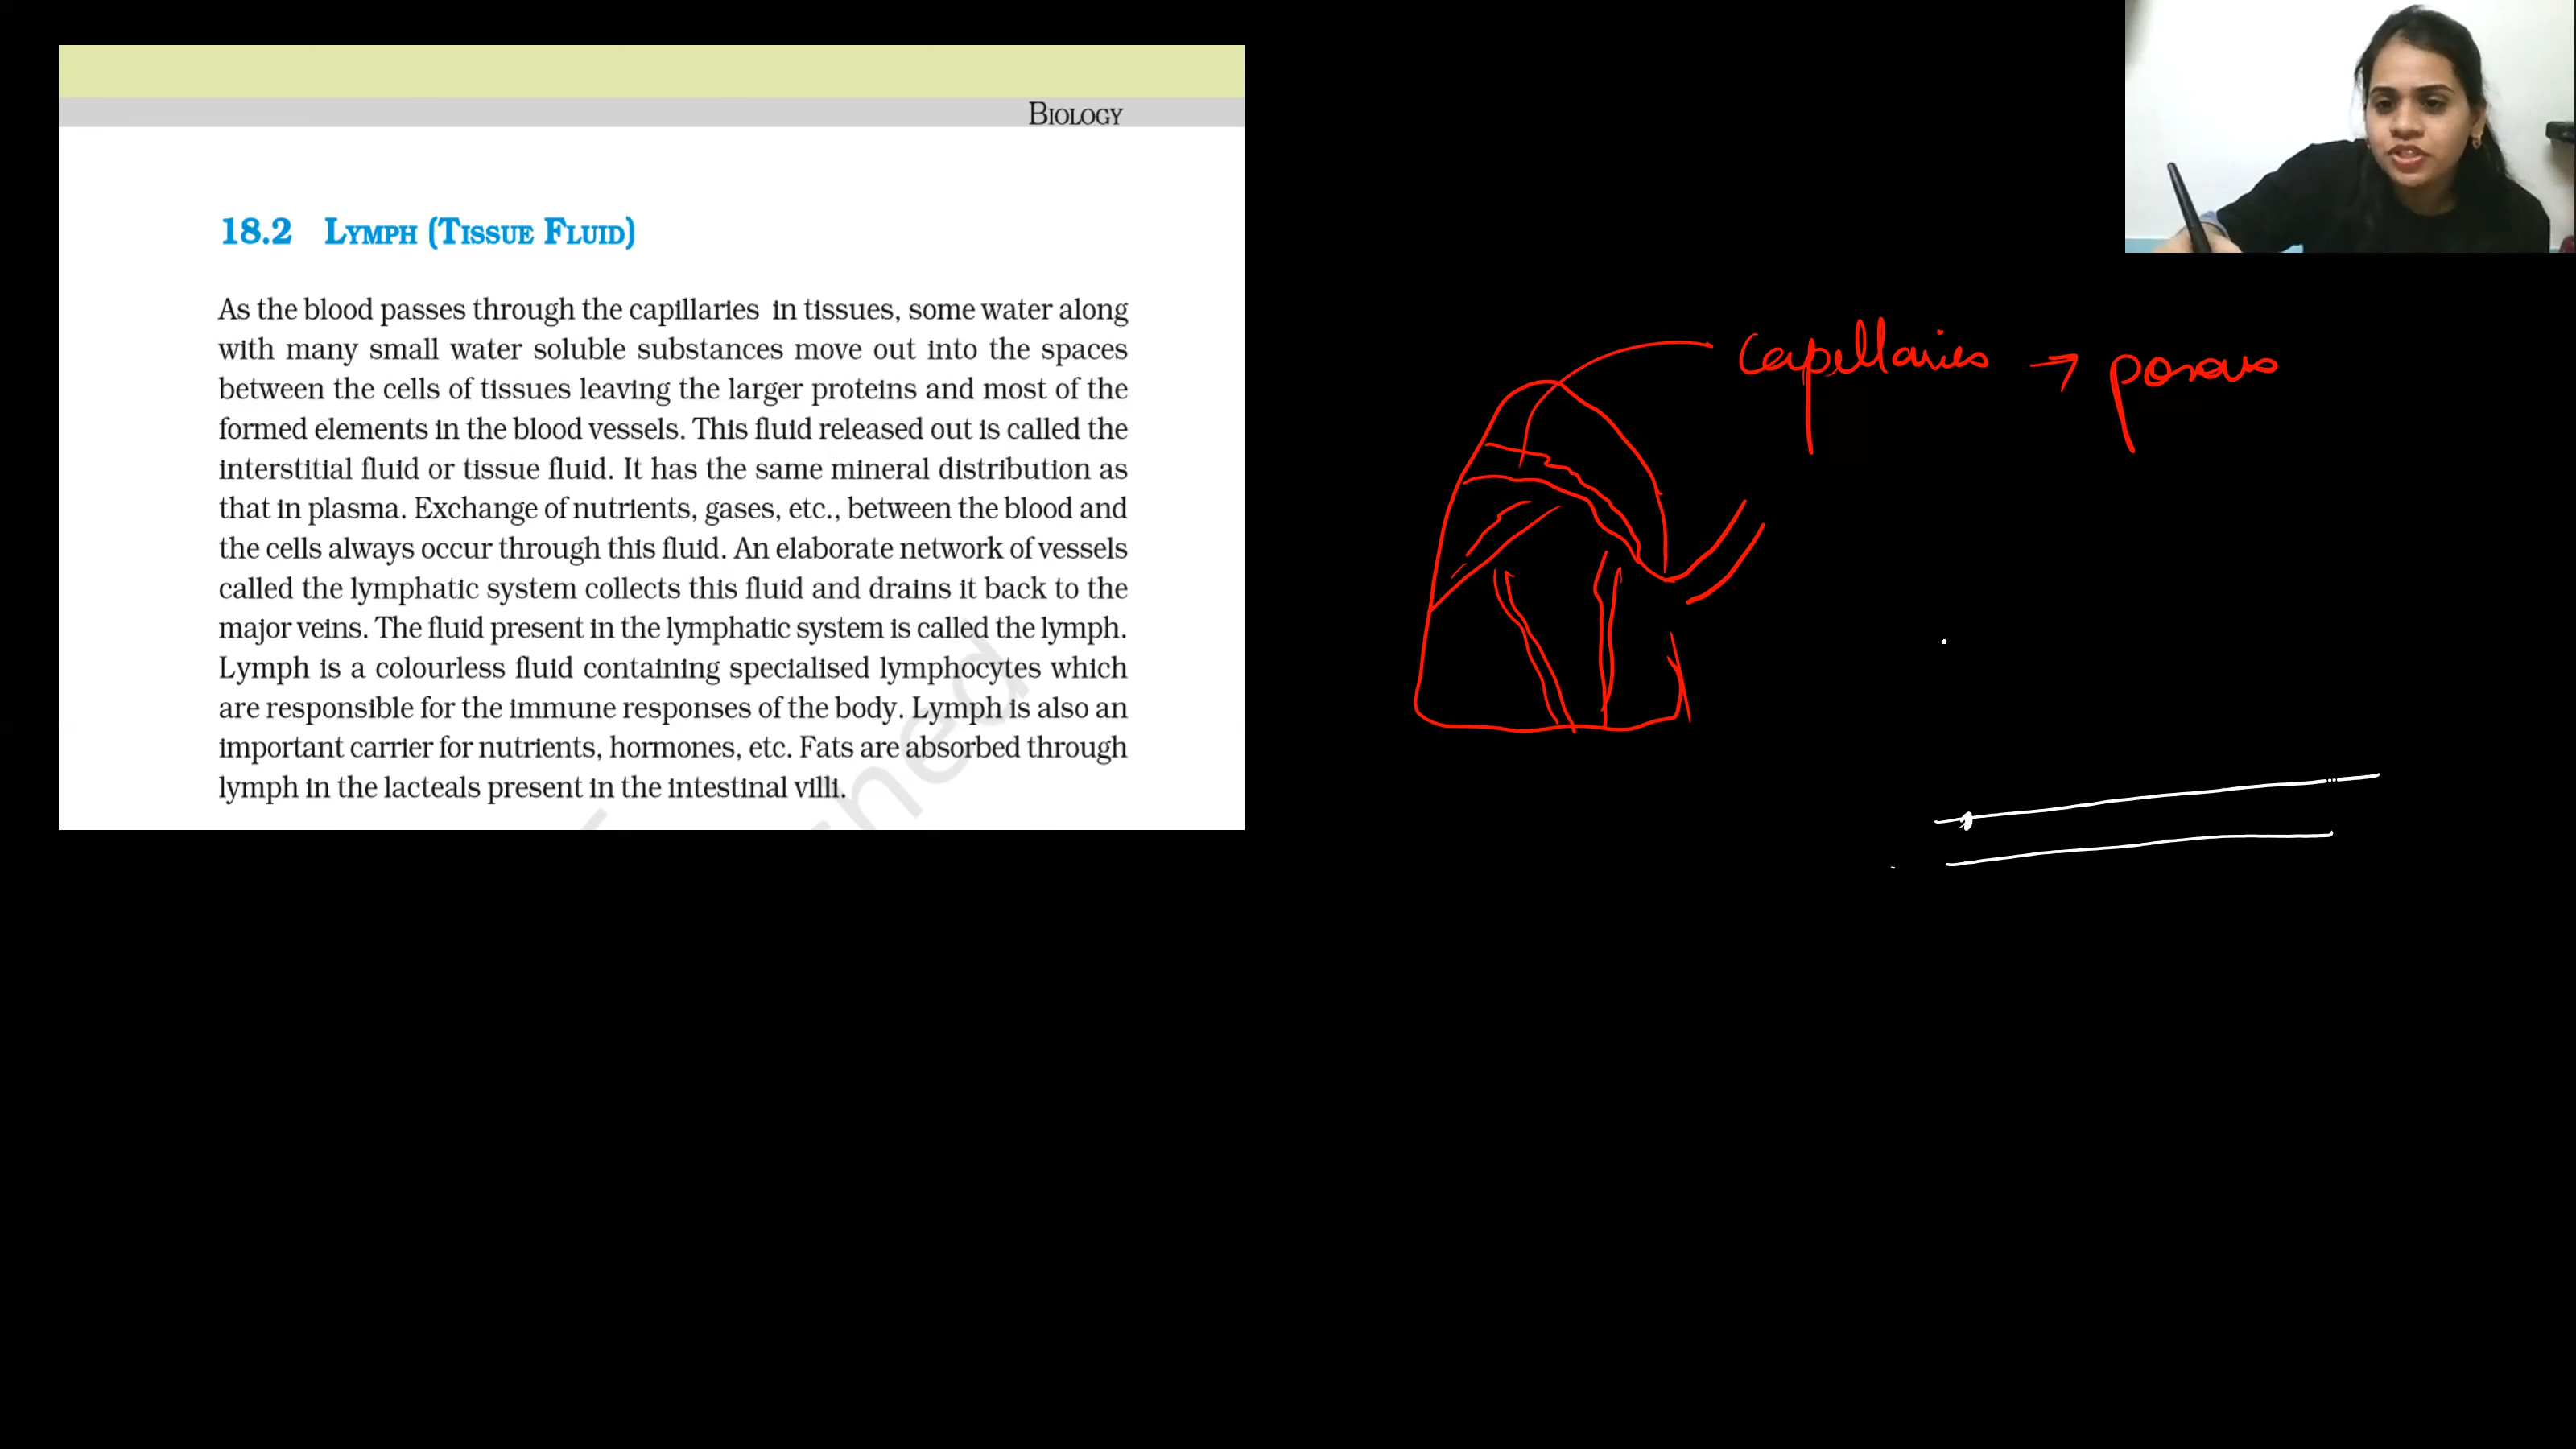 BIOLOGY
18.2 LYMPH (TISSUE FLUID)
As the blood passes through the capillaries in tissues, some water along
with many small water soluble substances move out into the spaces
between the cells of tissues leaving the larger proteins and most of the
formed elements in the blood vessels. This fluid released out is called the
interstitial fluid or tissue fluid. It has the same mineral distribution as
that in plasma. Exchange of nutrients, gases, etc., between the blood and
the cells always occur through this fluid. An elaborate network of vessels
called the lymphatic system collects this fluid and drains it back to the
major veins. The fluid present in the lymphatic system is called the lymph.
Lymph is a colourless fluid containing specialised lymphocytes which
are responsible for the immune responses of the body. Lymph is also an
important carrier for nutrients, hormones, etc. Fats are absorbed through
lymph in the lacteals present in the intestinal villi.
capillaries → porous